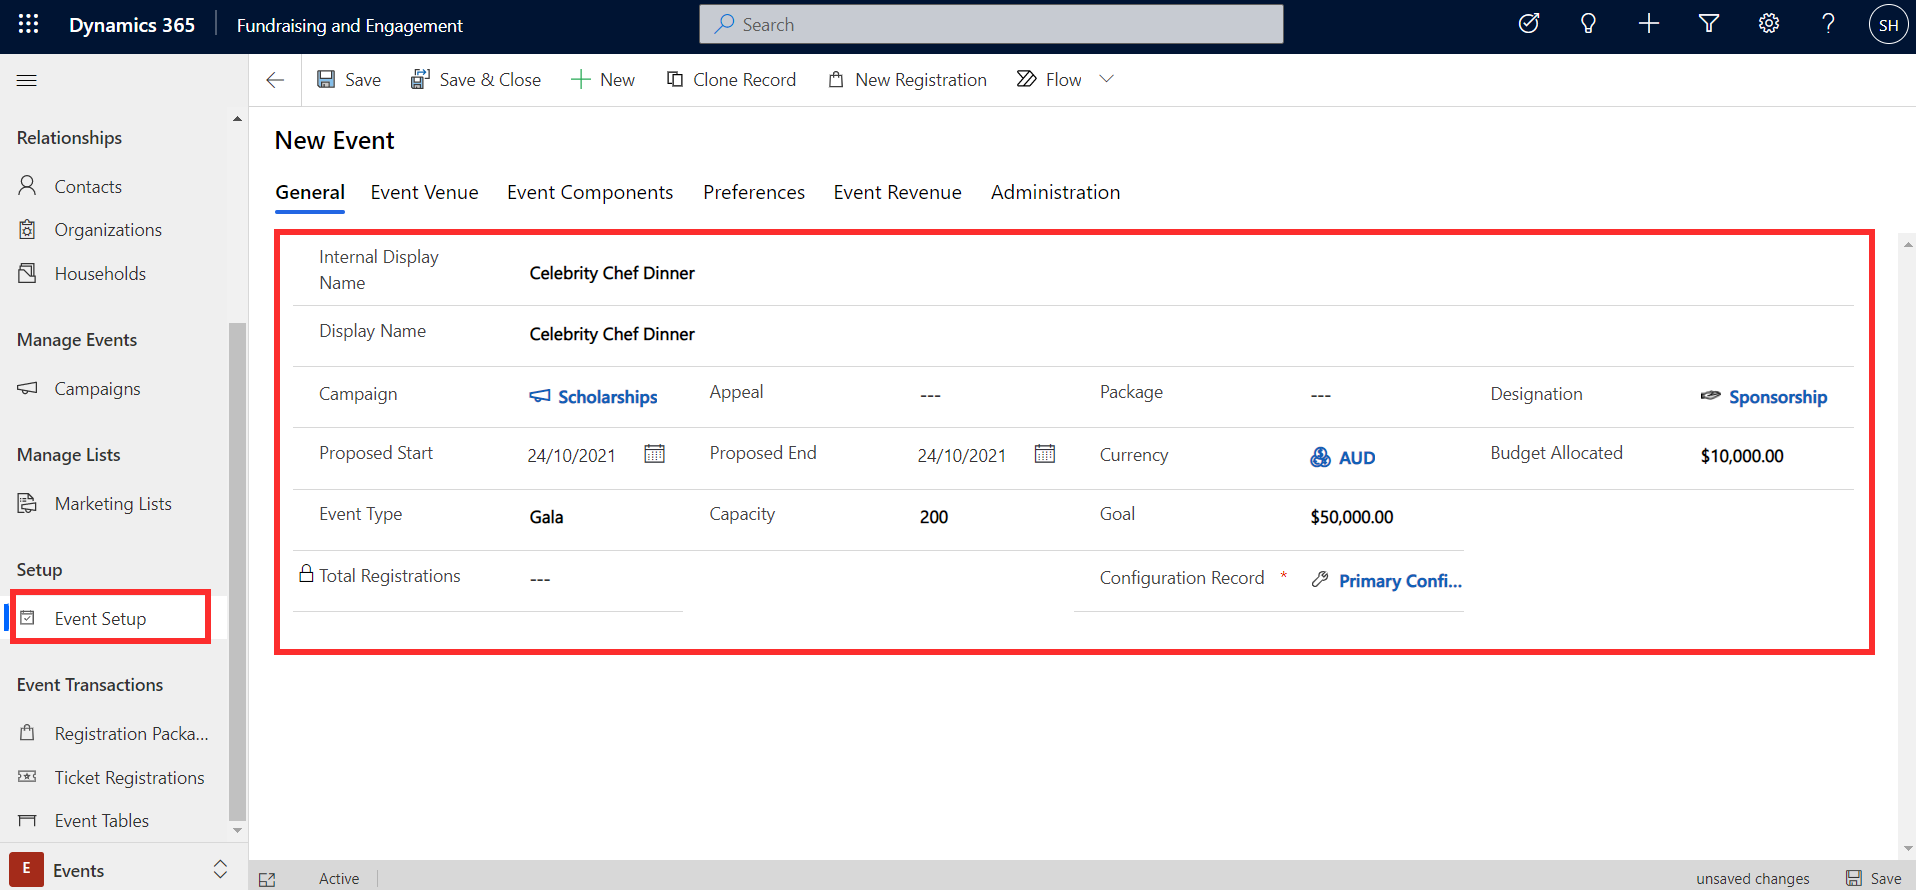 Dynamics 365
Fundraising and Engagement
Search
SH
Save
Save & Close
New
Clone Record
New Registration
Flow
Relationships
Contacts
Organizations
Households
Manage Events
Campaigns
Manage Lists
Marketing Lists
Setup
Event Setup
Event Transactions
Registration Packa...
Ticket Registrations
Event Tables
E
Events
New Event
General
Event Venue
Event Components
Preferences
Event Revenue
Administration
Internal Display
Name
Celebrity Chef Dinner
Display Name
Celebrity Chef Dinner
Campaign
Scholarships
Appeal
---
Package
---
Designation
Sponsorship
Proposed Start
24/10/2021
Proposed End
24/10/2021
Currency
AUD
Budget Allocated
$10,000.00
Event Type
Gala
Capacity
200
Goal
$50,000.00
Total Registrations
---
Configuration Record *
Primary Confi...
Active
unsaved changes
Save